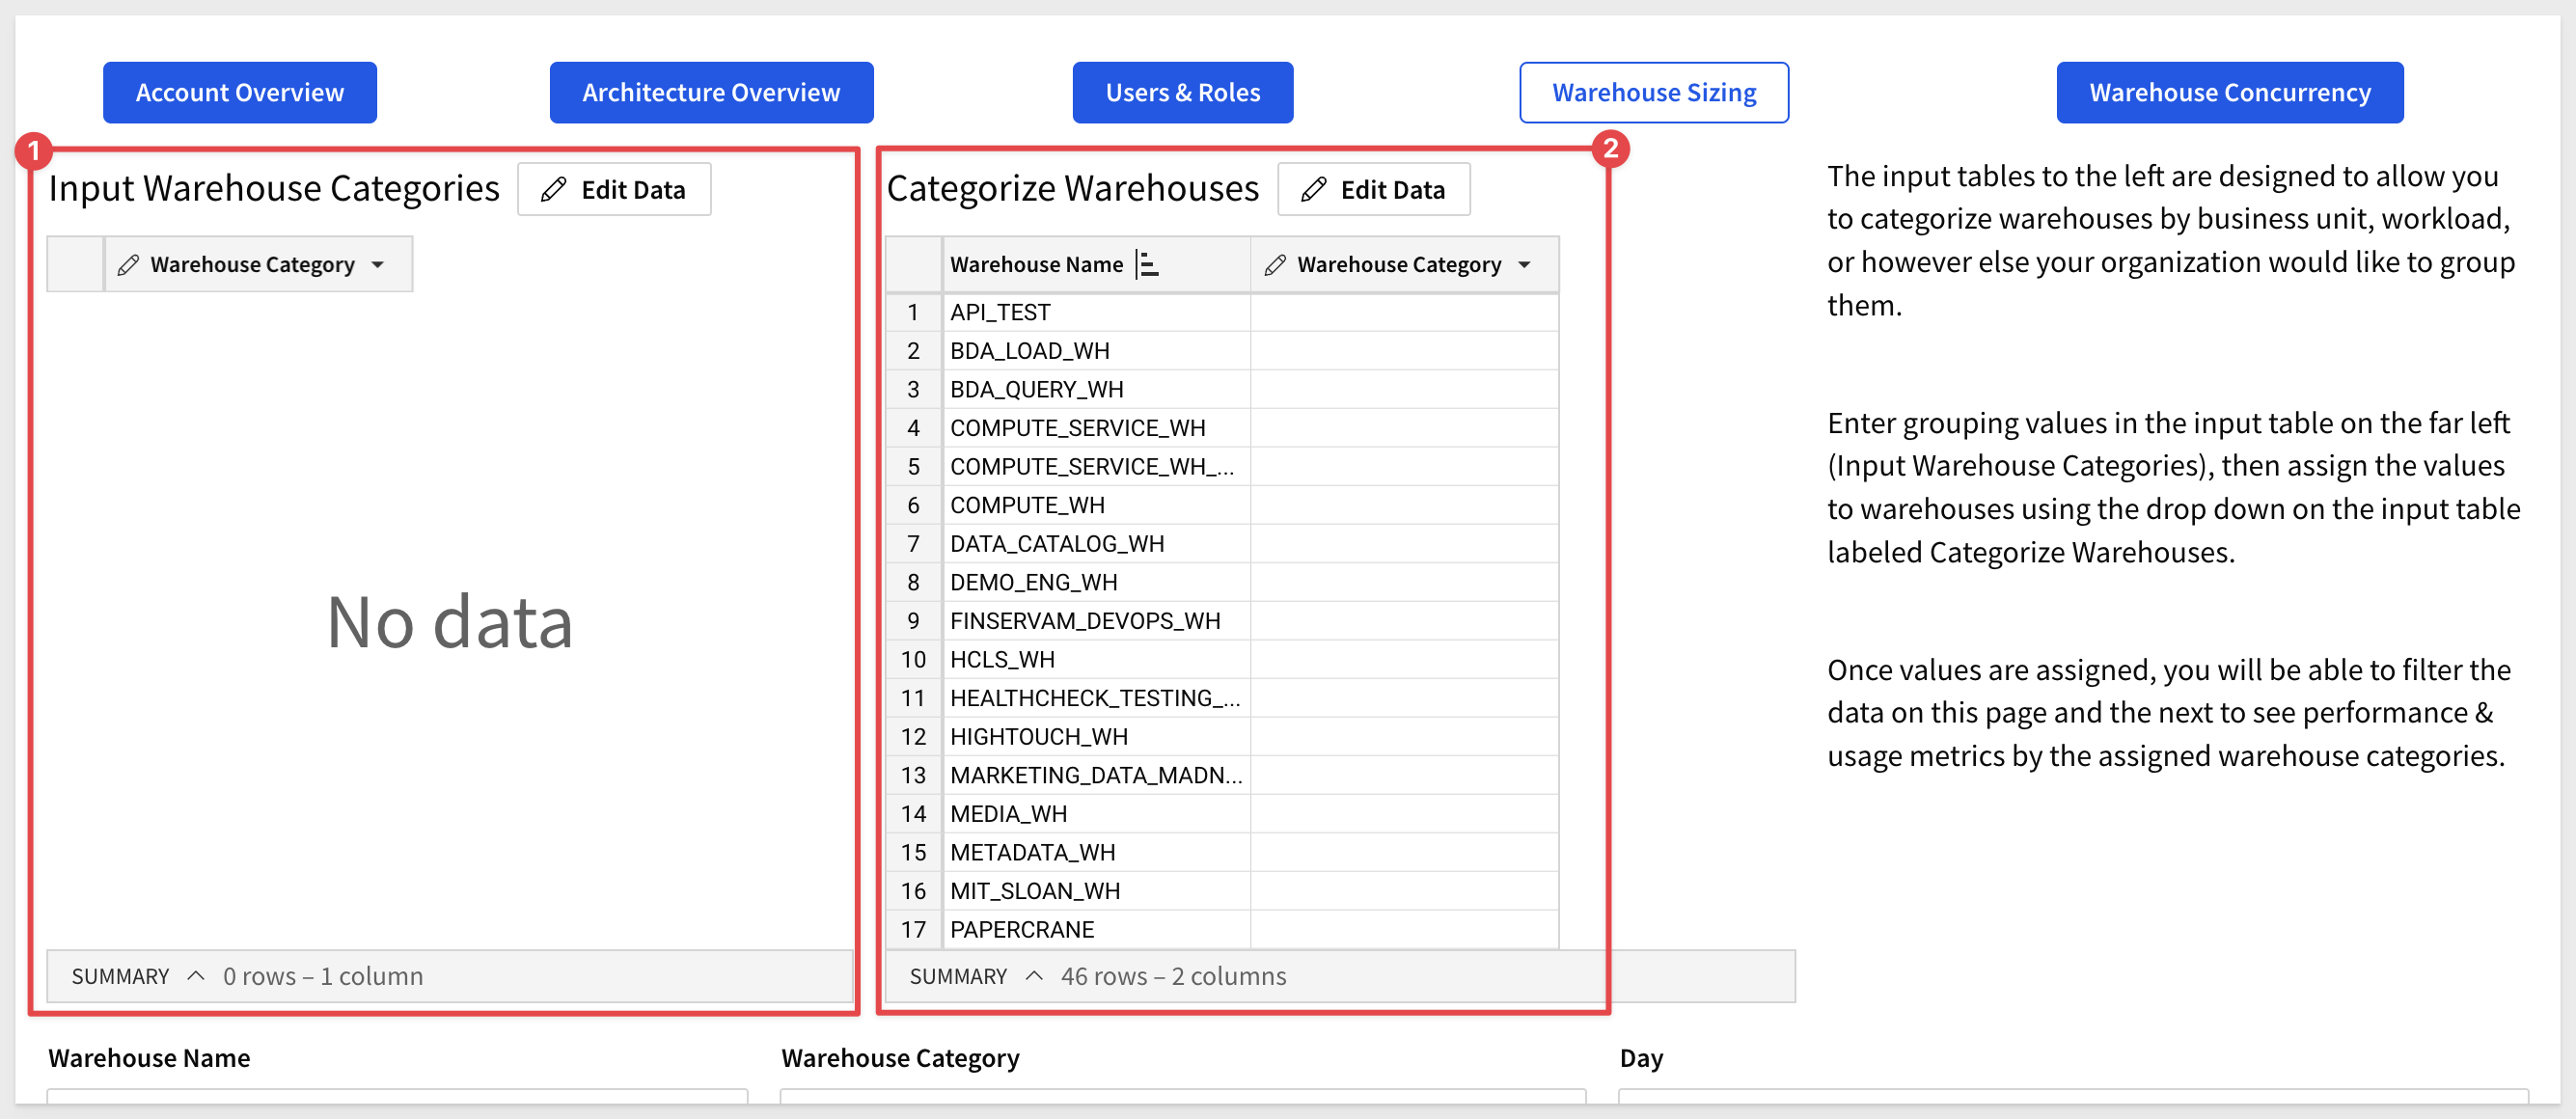 Account Overview
Architecture Overview
Users & Roles
Warehouse Sizing
Warehouse Concurrency
1
Input Warehouse Categories
Edit Data
Warehouse Category
No data
SUMMARY 0 rows – 1 column
2
Categorize Warehouses
Edit Data
Warehouse Name Warehouse Category
1 API_TEST
2 BDA_LOAD_WH
3 BDA_QUERY_WH
4 COMPUTE_SERVICE_WH
5 COMPUTE_SERVICE_WH_...
6 COMPUTE_WH
7 DATA_CATALOG_WH
8 DEMO_ENG_WH
9 FINSERVAM_DEVOPS_WH
10 HCLS_WH
11 HEALTHCHECK_TESTING_...
12 HIGHTOUCH_WH
13 MARKETING_DATA_MADN...
14 MEDIA_WH
15 METADATA_WH
16 MIT_SLOAN_WH
17 PAPERCRANE
SUMMARY 46 rows – 2 columns
The input tables to the left are designed to allow you
to categorize warehouses by business unit, workload,
or however else your organization would like to group
them.
Enter grouping values in the input table on the far left
(Input Warehouse Categories), then assign the values
to warehouses using the drop down on the input table
labeled Categorize Warehouses.
Once values are assigned, you will be able to filter the
data on this page and the next to see performance &
usage metrics by the assigned warehouse categories.
Warehouse Name
Warehouse Category
Day